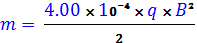 m = 4.00 × 10⁻⁴ × q × B² / 2